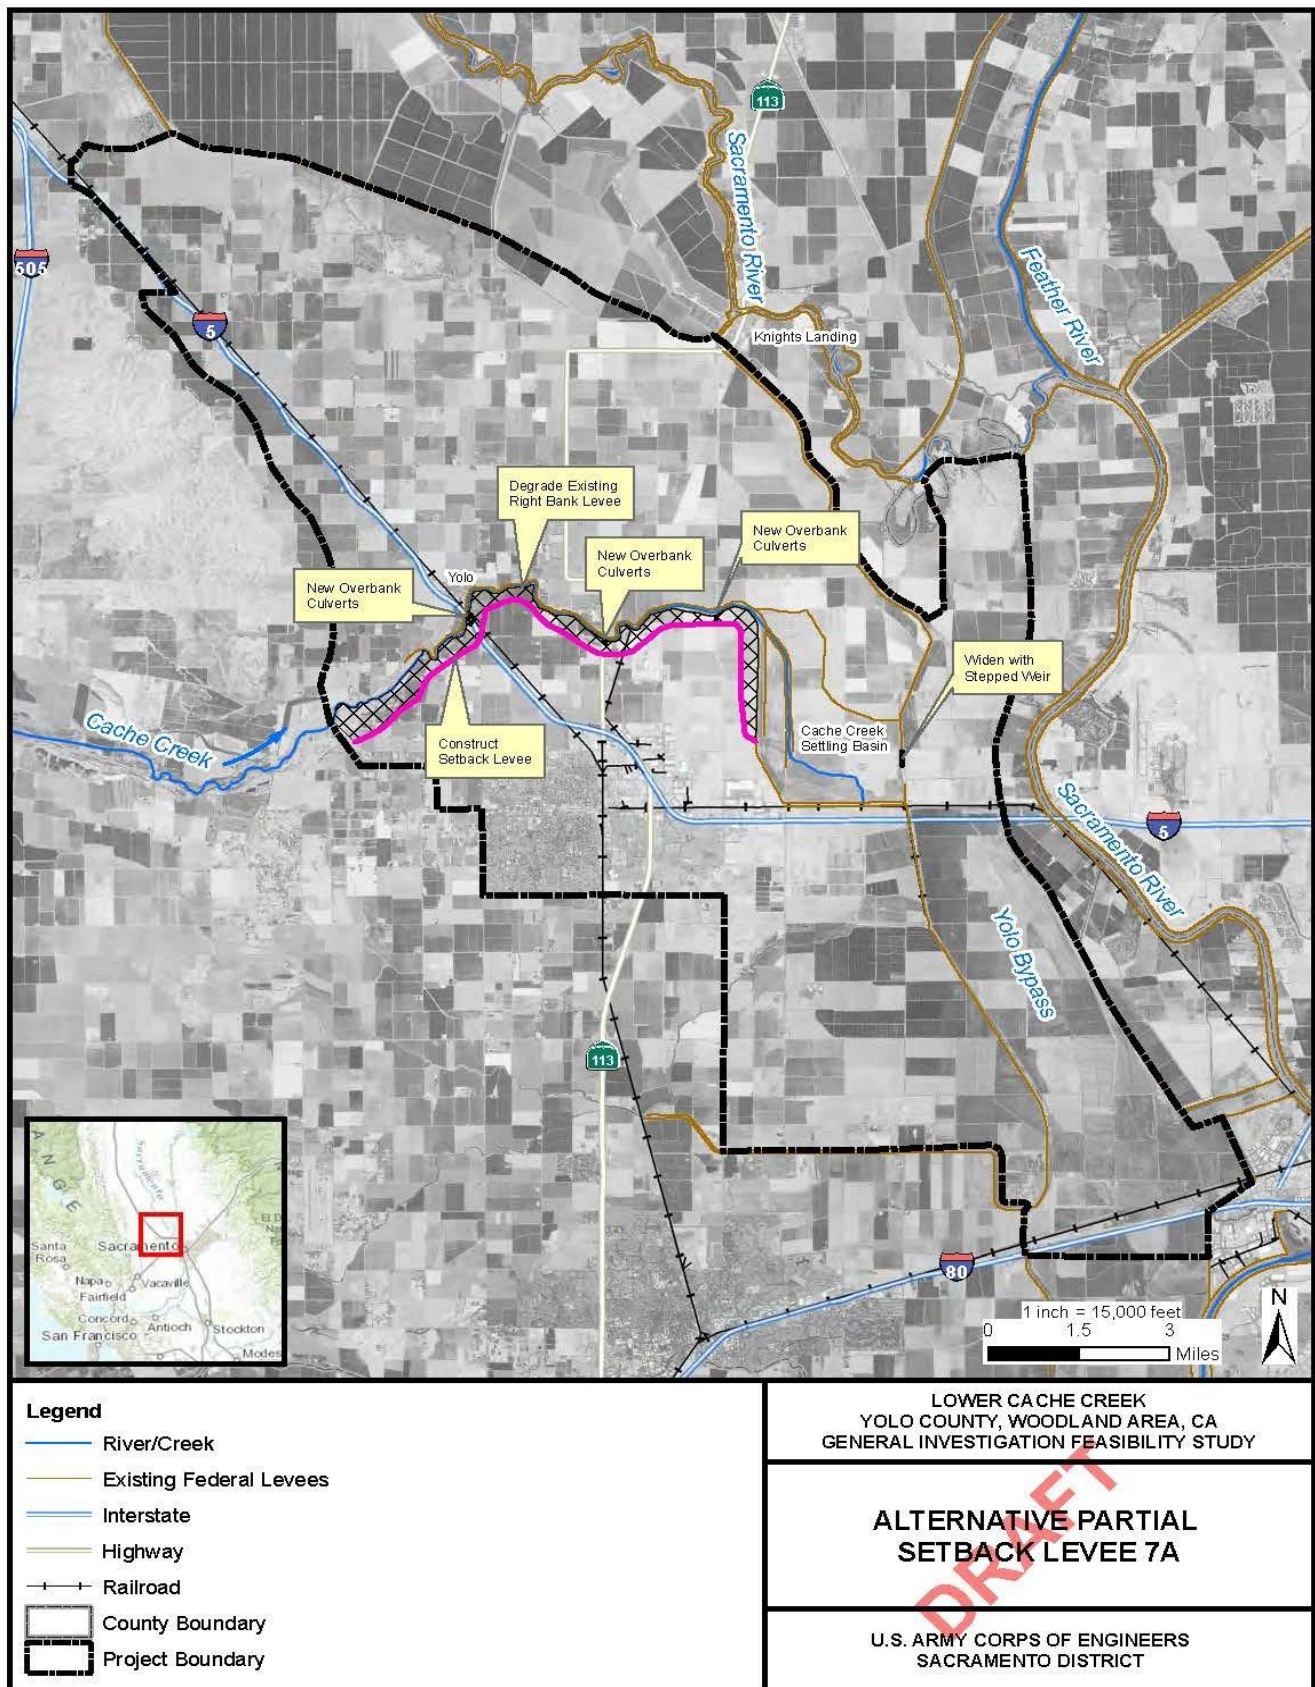 113
Sacramento River
505
5
Feather River
Knights Landing
Degrade Existing
Right Bank Levee
New Overbank
Culverts
New Overbank
Culverts
Yolo
New Overbank
Culverts
Widen with
Stepped Weir
Cache Creek
Construct
Setback Levee
Cache Creek
Settling Basin
Sacramento River
5
Yolo Bypass
113
80
ANGE
Sacramento
Santa
Rosa
Sacramento
Napa
Vacaville
Fairfield
Concord
Antioch
Stockton
San Francisco
Modes
1 inch = 15,000 feet
0 1.5 3
Miles
N
Legend
River/Creek
Existing Federal Levees
Interstate
Highway
Railroad
County Boundary
Project Boundary
LOWER CACHE CREEK
YOLO COUNTY, WOODLAND AREA, CA
GENERAL INVESTIGATION FEASIBILITY STUDY
ALTERNATIVE PARTIAL
SETBACK LEVEE 7A
DRAFT
U.S. ARMY CORPS OF ENGINEERS
SACRAMENTO DISTRICT